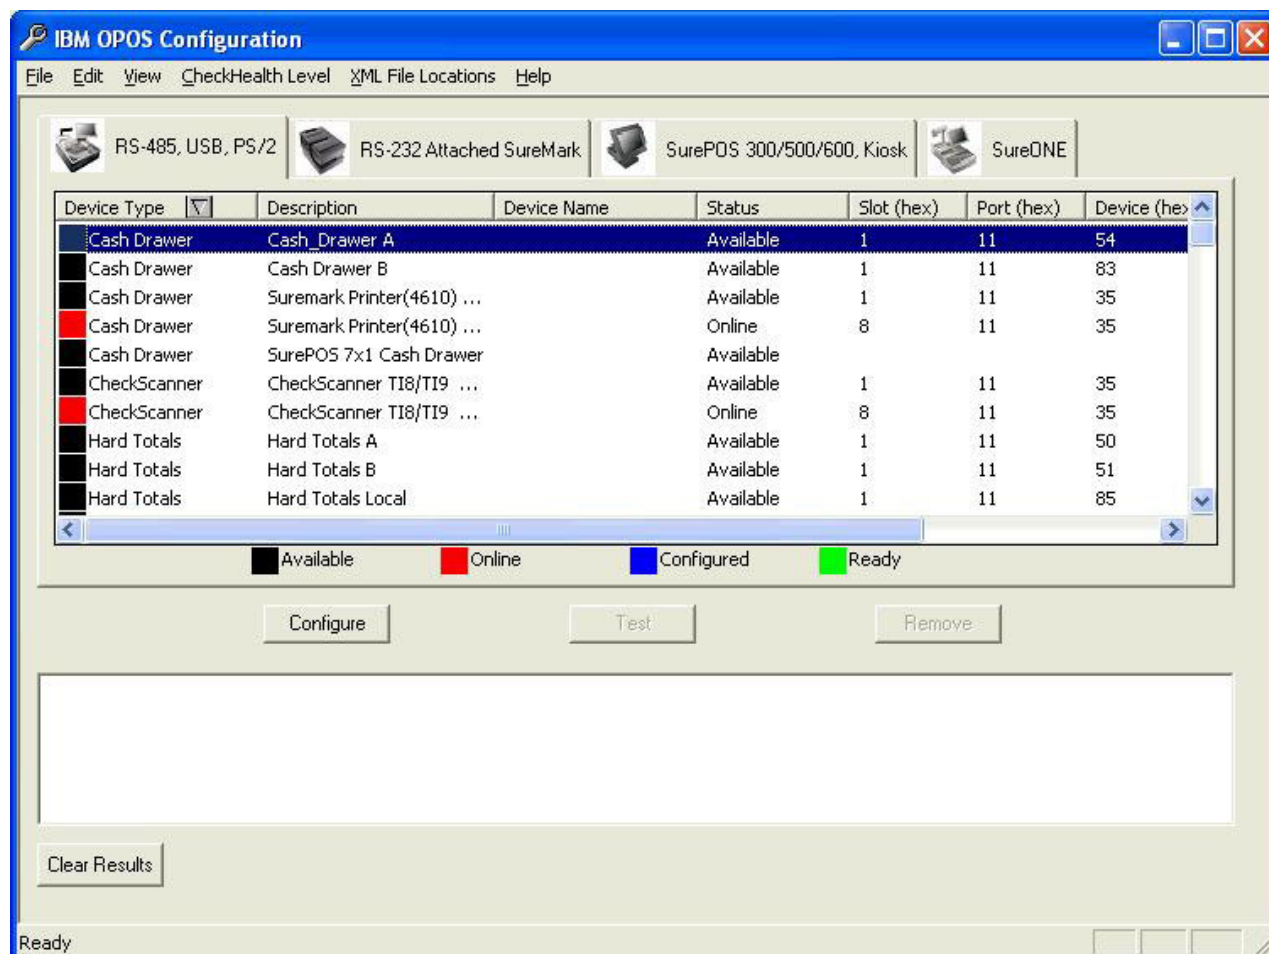 IBM OPOS Configuration
File Edit View CheckHealth Level XML File Locations Help
RS-485, USB, PS/2 RS-232 Attached SureMark SurePOS 300/500/600, Kiosk SureONE
Device Type Description Device Name Status Slot (hex) Port (hex) Device (hex
Cash Drawer Cash_Drawer A Available 1 11 54
Cash Drawer Cash Drawer B Available 1 11 83
Cash Drawer Suremark Printer(4610) ... Available 1 11 35
Cash Drawer Suremark Printer(4610) ... Online 8 11 35
Cash Drawer SurePOS 7x1 Cash Drawer Available
CheckScanner CheckScanner TI8/TI9 ... Available 1 11 35
CheckScanner CheckScanner TI8/TI9 ... Online 8 11 35
Hard Totals Hard Totals A Available 1 11 50
Hard Totals Hard Totals B Available 1 11 51
Hard Totals Hard Totals Local Available 1 11 85
Available Online Configured Ready
Configure Test Remove
Clear Results
Ready